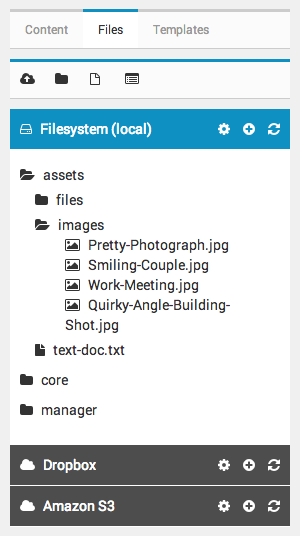 Content Files Templates
Filesystem (local)
assets
files
images
Pretty-Photograph.jpg
Smiling-Couple.jpg
Work-Meeting.jpg
Quirky-Angle-Building-
Shot.jpg
text-doc.txt
core
manager
Dropbox
Amazon S3